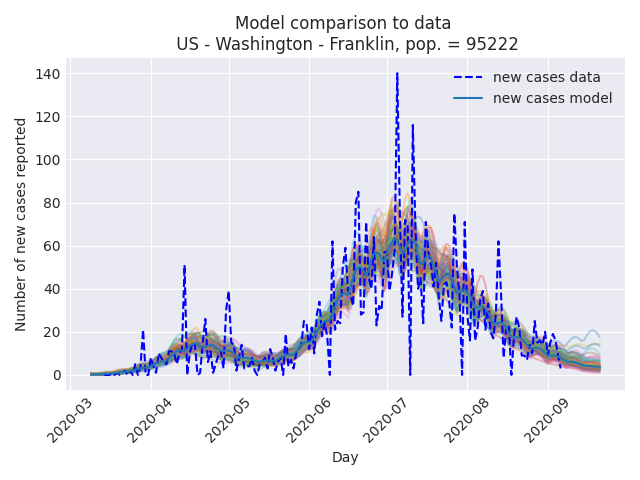 Model comparison to data
US - Washington - Franklin, pop. = 95222
new cases data
new cases model
Number of new cases reported
140
120
100
80
60
40
20
0
2020-03
2020-04
2020-05
2020-06
2020-07
2020-08
2020-09
Day